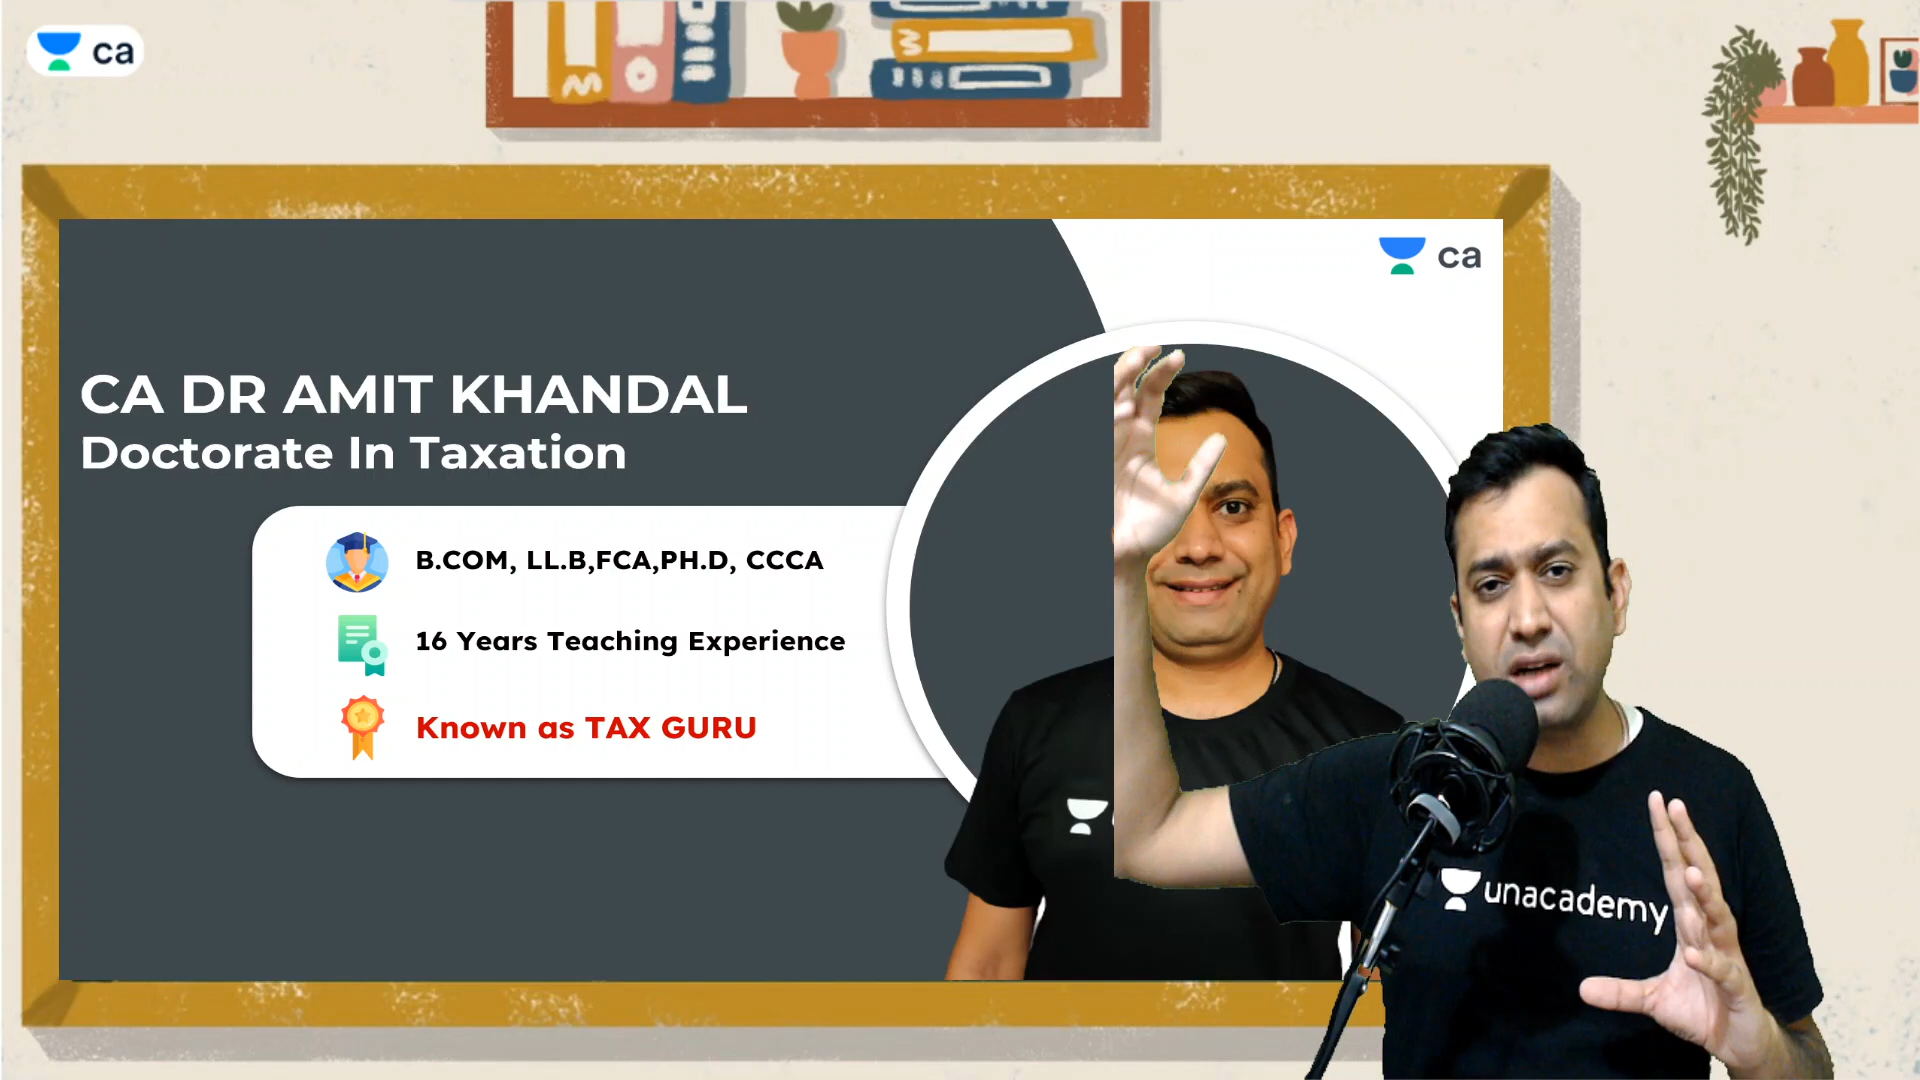 ca
ca
CA DR AMIT KHANDAL
Doctorate In Taxation
B.COM, LL.B,FCA,PH.D, CCCA
16 Years Teaching Experience
Known as TAX GURU
unacademy